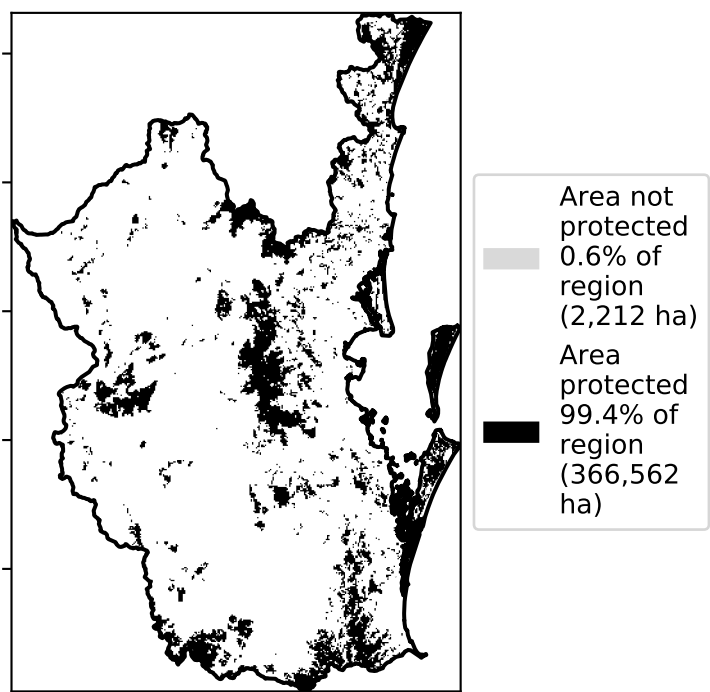 Area not
protected
0.6% of
region
(2,212 ha)
Area
protected
99.4% of
region
(366,562
ha)